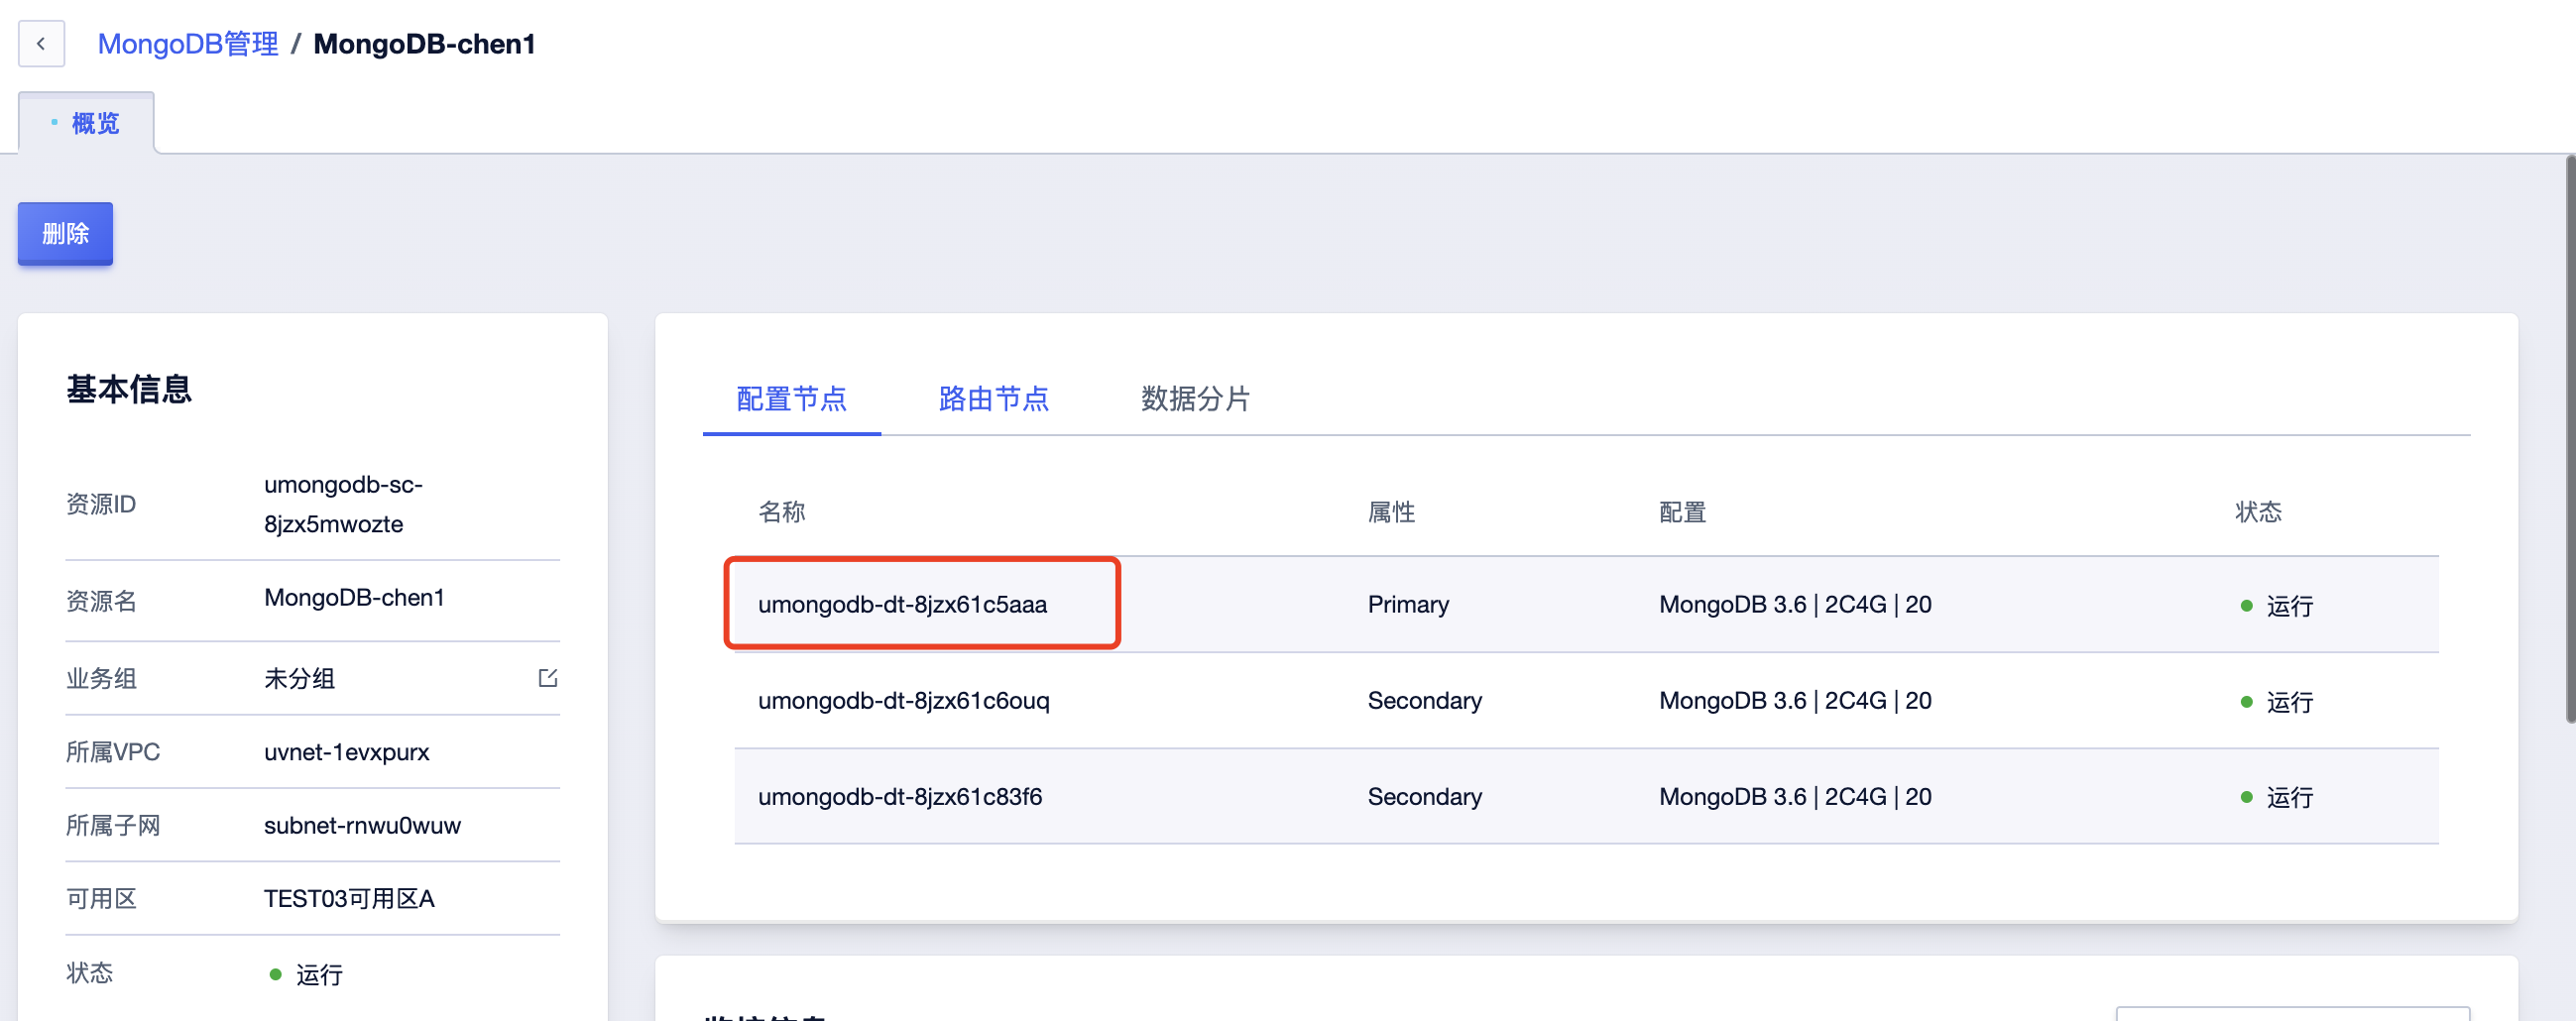 MongoDB管理 / MongoDB-chen1
概览
删除
基本信息
资源ID umongodb-sc-8jzx5mwozte
资源名 MongoDB-chen1
业务组 未分组
所属VPC uvnet-1evxpurx
所属子网 subnet-rnwu0wuw
可用区 TEST03可用区A
状态 运行
配置节点 路由节点 数据分片
名称 属性 配置 状态
umongodb-dt-8jzx61c5aaa Primary MongoDB 3.6 | 2C4G | 20 运行
umongodb-dt-8jzx61c6ouq Secondary MongoDB 3.6 | 2C4G | 20 运行
umongodb-dt-8jzx61c83f6 Secondary MongoDB 3.6 | 2C4G | 20 运行